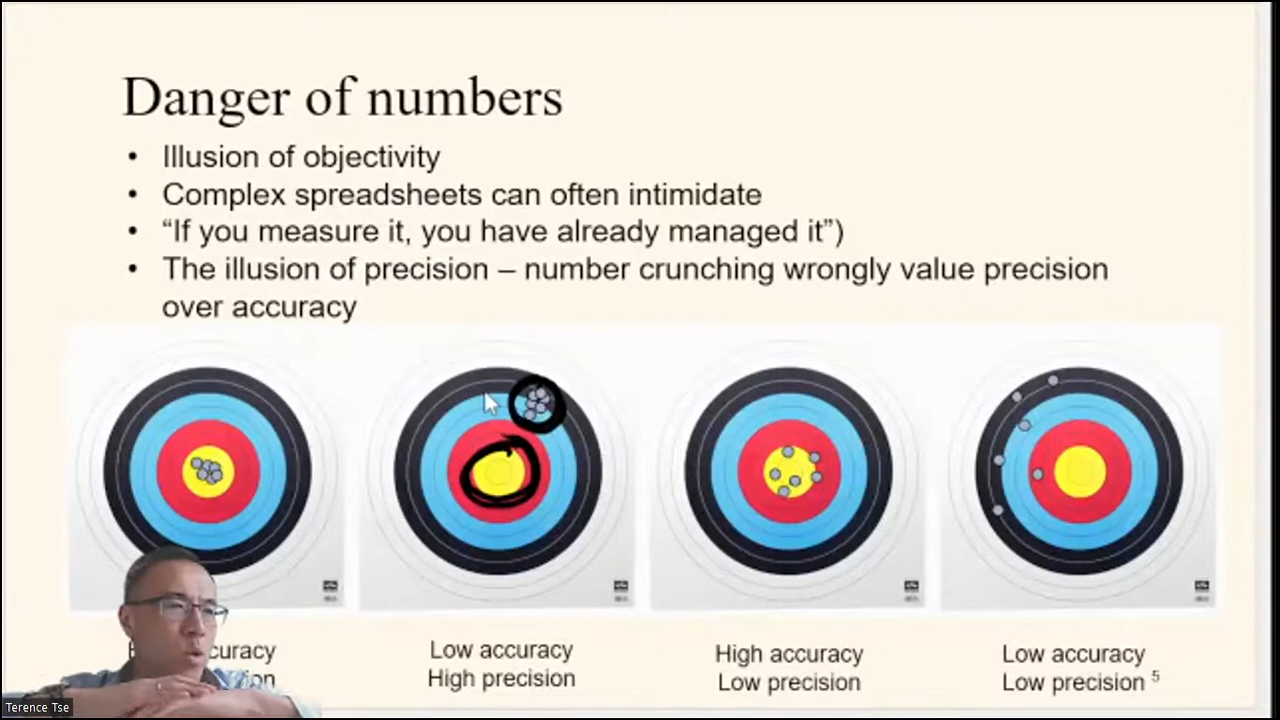 Danger of numbers
• Illusion of objectivity
• Complex spreadsheets can often intimidate
• “If you measure it, you have already managed it”)
• The illusion of precision – number crunching wrongly value precision
over accuracy
curacy
Low accuracy
High accuracy
Low accuracy
High precision
Low precision
Low precision 5
Terence Tse